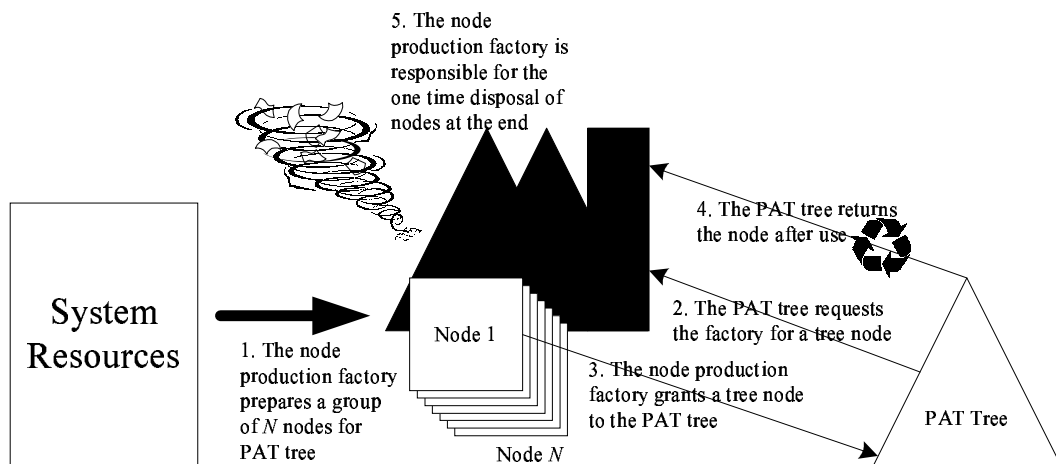 5. The node
production factory is
responsible for the
one time disposal of
nodes at the end
4. The PAT tree returns
the node after use
System
Resources
2. The PAT tree requests
the factory for a tree node
Node 1
1. The node
production factory
prepares a group
of N nodes for
PAT tree
3. The node production
factory grants a tree node
to the PAT tree
PAT Tree
Node N